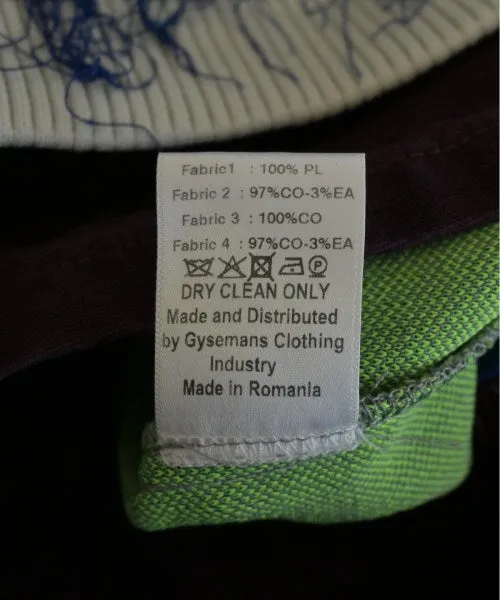 Fabric1 : 100% PL
Fabric 2 : 97%CO-3%EA
Fabric 3 : 100%CO
Fabric 4 : 97%CO-3%EA
DRY CLEAN ONLY
Made and Distributed
by Gysemans Clothing
Industry
Made in Romania